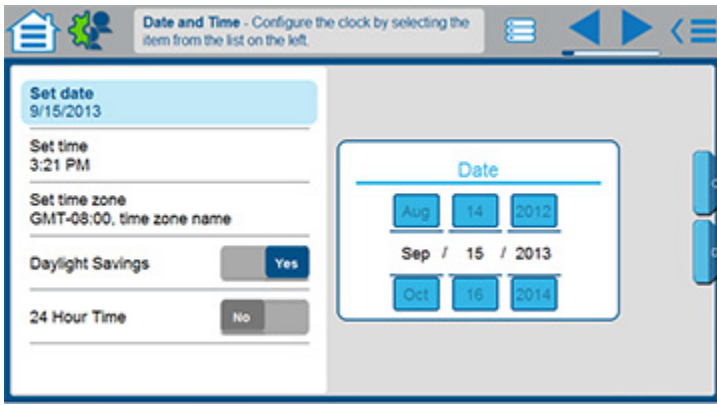 Date and Time - Configure the clock by selecting the
item from the list on the left.
Set date
9/15/2013
Set time
3:21 PM
Set time zone
GMT-08:00, time zone name
Daylight Savings Yes
24 Hour Time No
Date
Aug 14 2012
Sep / 15 / 2013
Oct 16 2014